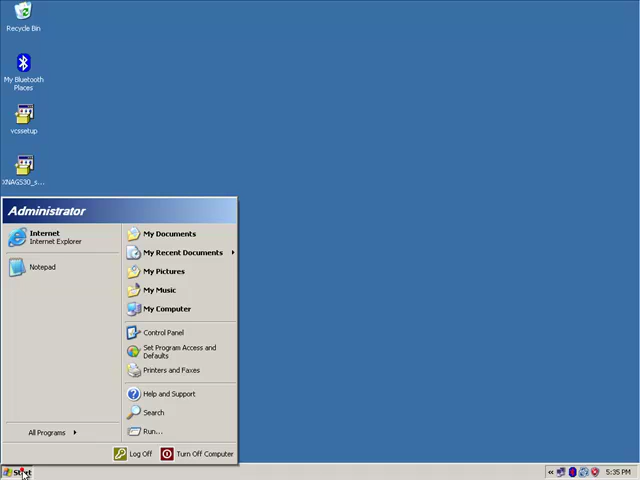 Recycle Bin
My Bluetooth
Places
vcssetup
XNAGS30_s...
Administrator
Internet
Internet Explorer
Notepad
All Programs
My Documents
My Recent Documents
My Pictures
My Music
My Computer
Control Panel
Set Program Access and
Defaults
Printers and Faxes
Help and Support
Search
Run...
Log Off
Turn Off Computer
Start
5:35 PM